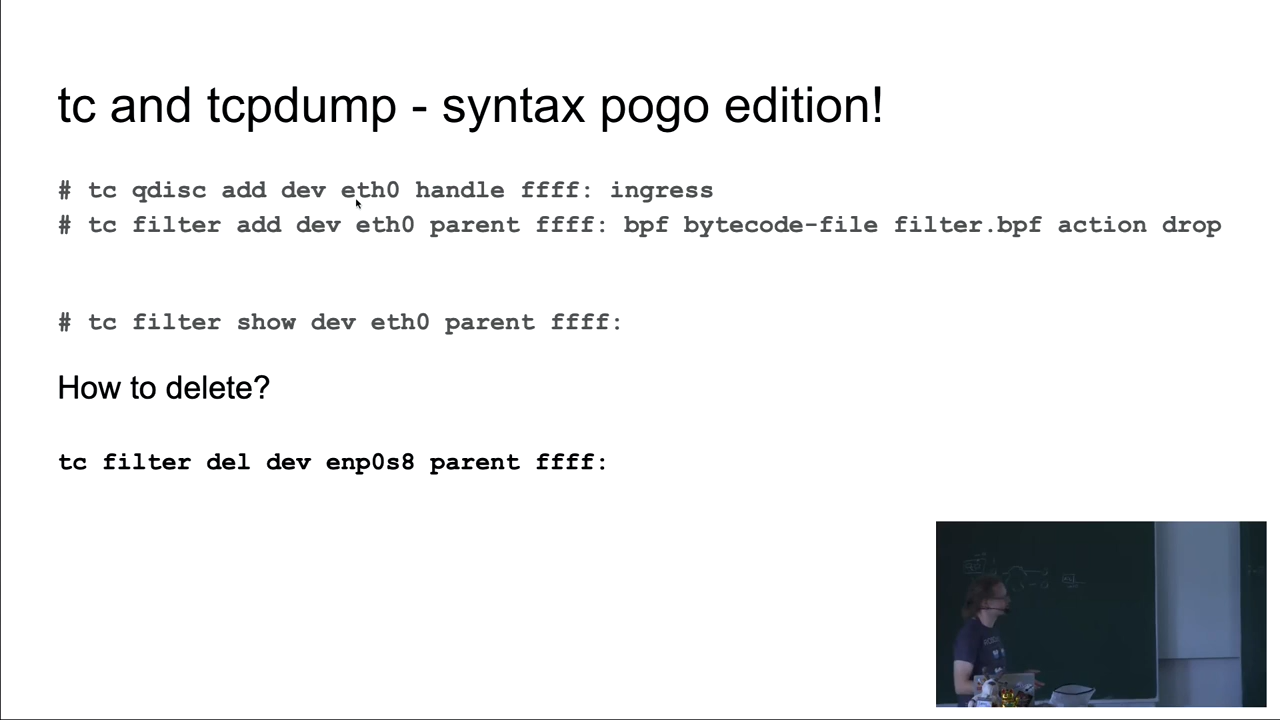 tc and tcpdump - syntax pogo edition!
# tc qdisc add dev eth0 handle ffff: ingress
# tc filter add dev eth0 parent ffff: bpf bytecode-file filter.bpf action drop
# tc filter show dev eth0 parent ffff:
How to delete?
tc filter del dev enp0s8 parent ffff: